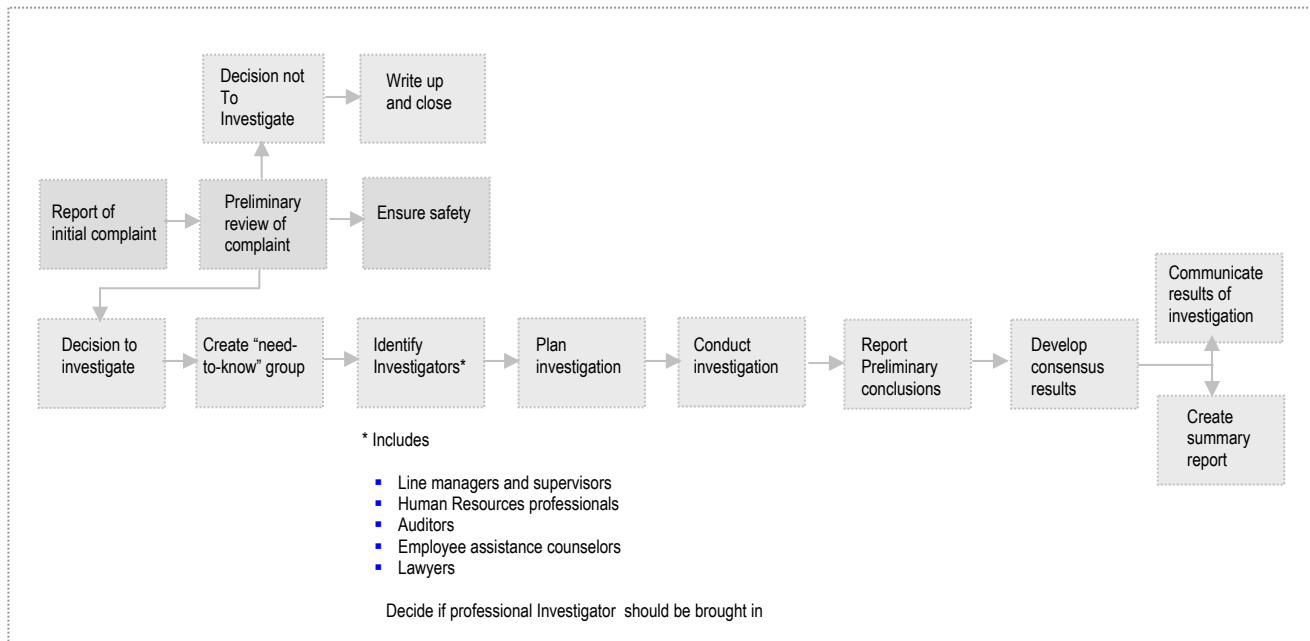 Decision not
To
Investigate
Write up
and close
Report of
initial complaint
Preliminary
review of
complaint
Ensure safety
Decision to
investigate
Create “need-
to-know” group
Identify
Investigators*
Plan
investigation
Conduct
investigation
Report
Preliminary
conclusions
Develop
consensus
results
Communicate
results of
investigation
Create
summary
report
* Includes
▪ Line managers and supervisors
▪ Human Resources professionals
▪ Auditors
▪ Employee assistance counselors
▪ Lawyers
Decide if professional Investigator should be brought in